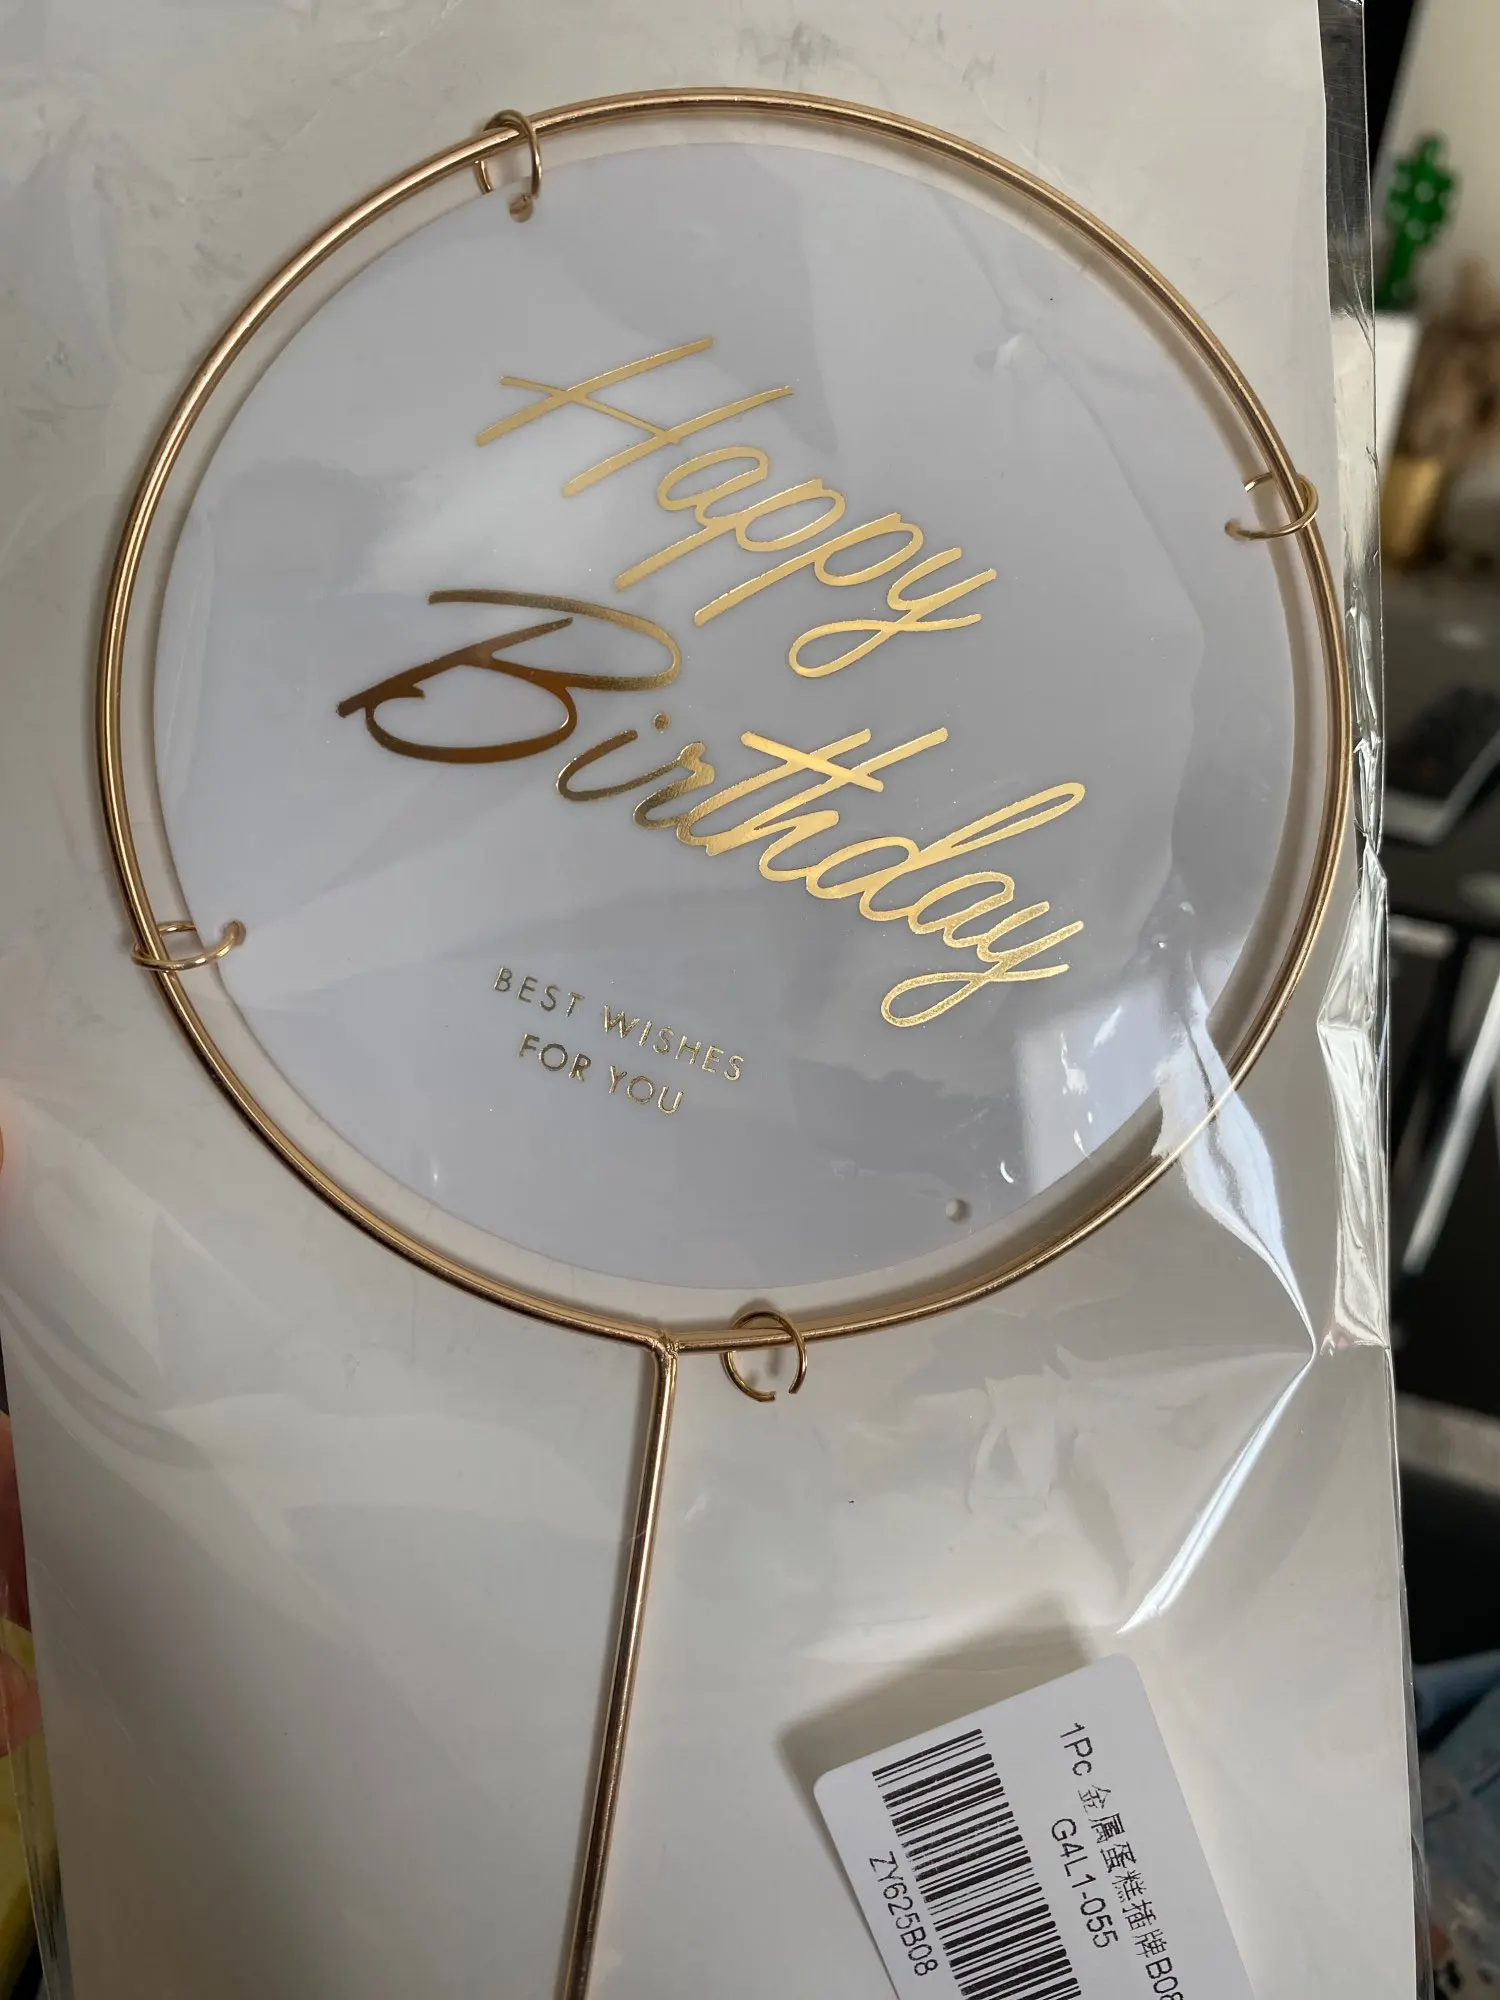 Happy
Birthday
BEST WISHES
FOR YOU
1Pc 金属蛋糕插牌B08
G4L1-055
ZY625B08